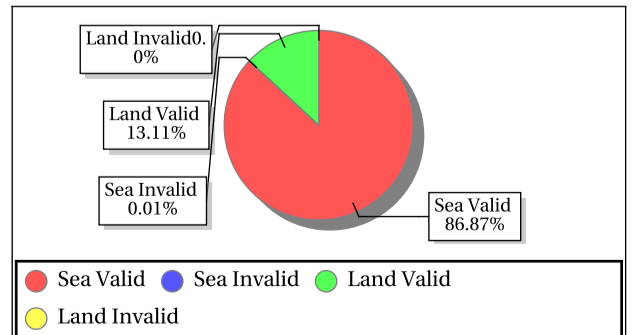 Land Invalid0.
0%
Land Valid
13.11%
Sea Invalid
0.01%
Sea Valid
86.87%
Sea Valid Sea Invalid Land Valid
Land Invalid